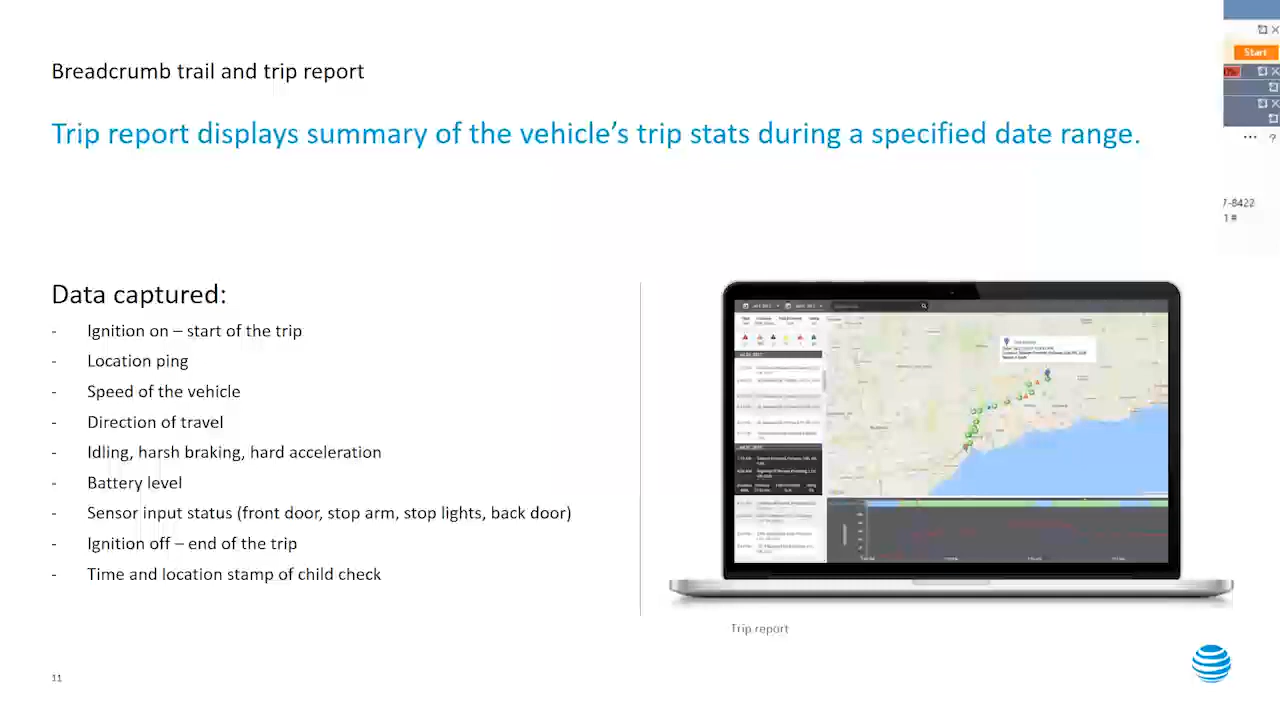 Breadcrumb trail and trip report
Trip report displays summary of the vehicle’s trip stats during a specified date range.
Start
7-8422
1 #
Data captured:
- Ignition on – start of the trip
- Location ping
- Speed of the vehicle
- Direction of travel
- Idling, harsh braking, hard acceleration
- Battery level
- Sensor input status (front door, stop arm, stop lights, back door)
- Ignition off – end of the trip
- Time and location stamp of child check
Trip report
11